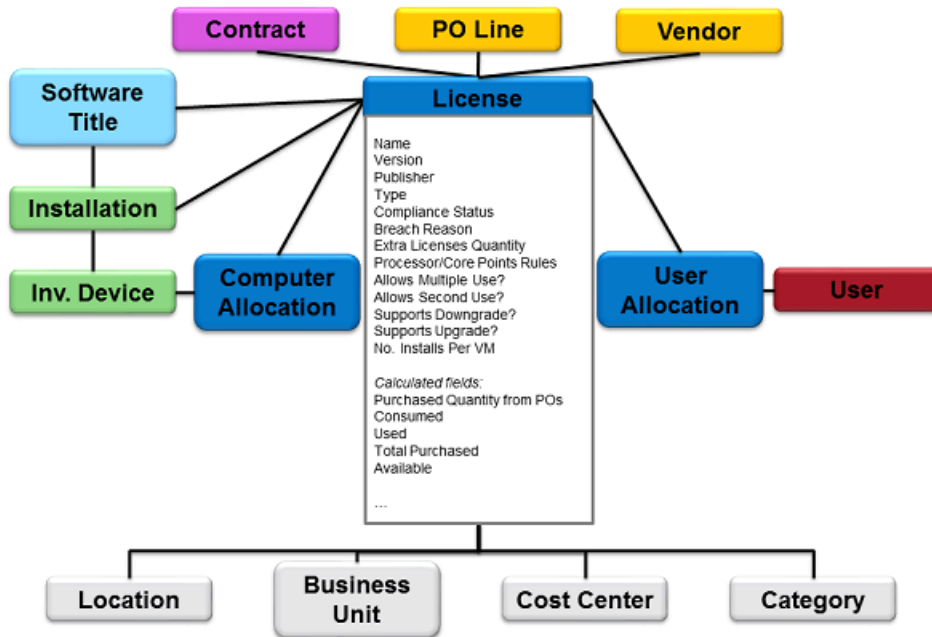 Contract
PO Line
Vendor
Software
Title
License
Name
Version
Publisher
Type
Compliance Status
Breach Reason
Extra Licenses Quantity
Processor/Core Points Rules
Allows Multiple Use?
Allows Second Use?
Supports Downgrade?
Supports Upgrade?
No. Installs Per VM
Calculated fields:
Purchased Quantity from POs
Consumed
Used
Total Purchased
Available
...
Installation
Inv. Device
Computer
Allocation
User
Allocation
User
Location
Business
Unit
Cost Center
Category